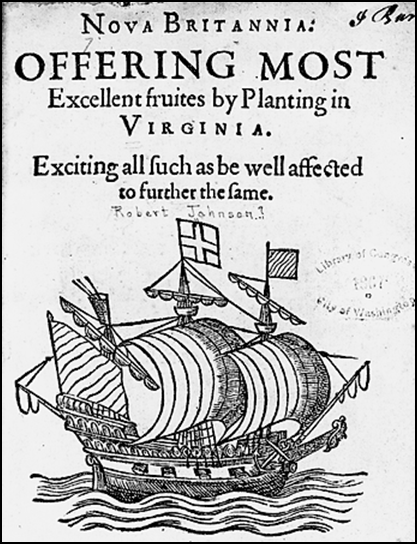 NOVA BRITANNIA:
OFFERING MOST
Excellent fruites by Planting in
VIRGINIA.
Exciting all ſuch as be well affected
to further the ſame.
Robert Johnson.
Library of Congress
City of Washington